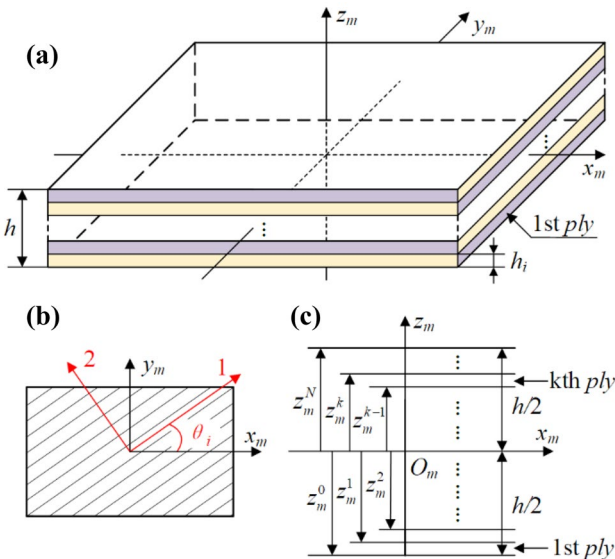 (a)
z_m
y_m
x_m
h
⋮
⋮
1st ply
h_i
(b)
2
y_m
1
θ_i
x_m
(c)
z_m
z_m^N
z_m^k
z_m^{k-1}
kth ply
h/2
x_m
O_m
z_m^0
z_m^1
z_m^2
h/2
1st ply